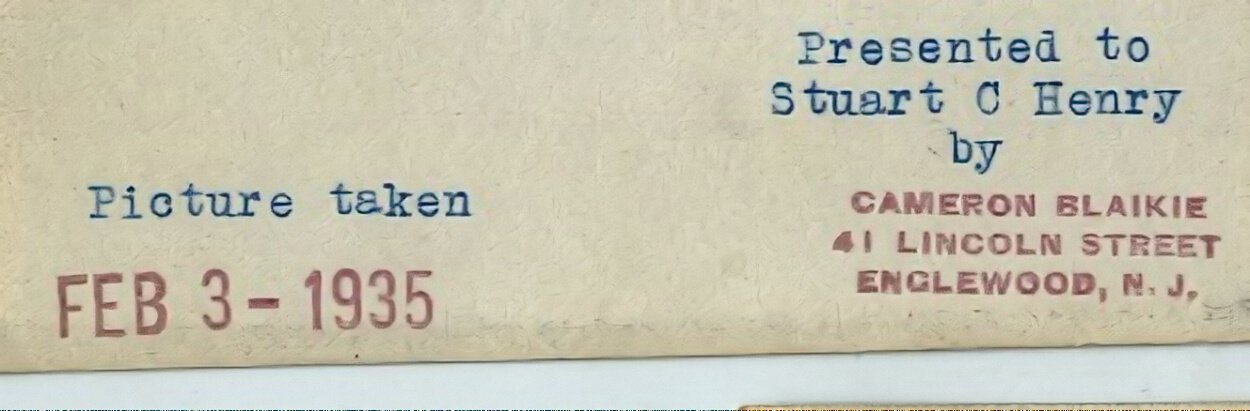 Presented to
Stuart C Henry
by
CAMERON BLAIKIE
41 LINCOLN STREET
ENGLEWOOD, N. J.
Picture taken
FEB 3-1935